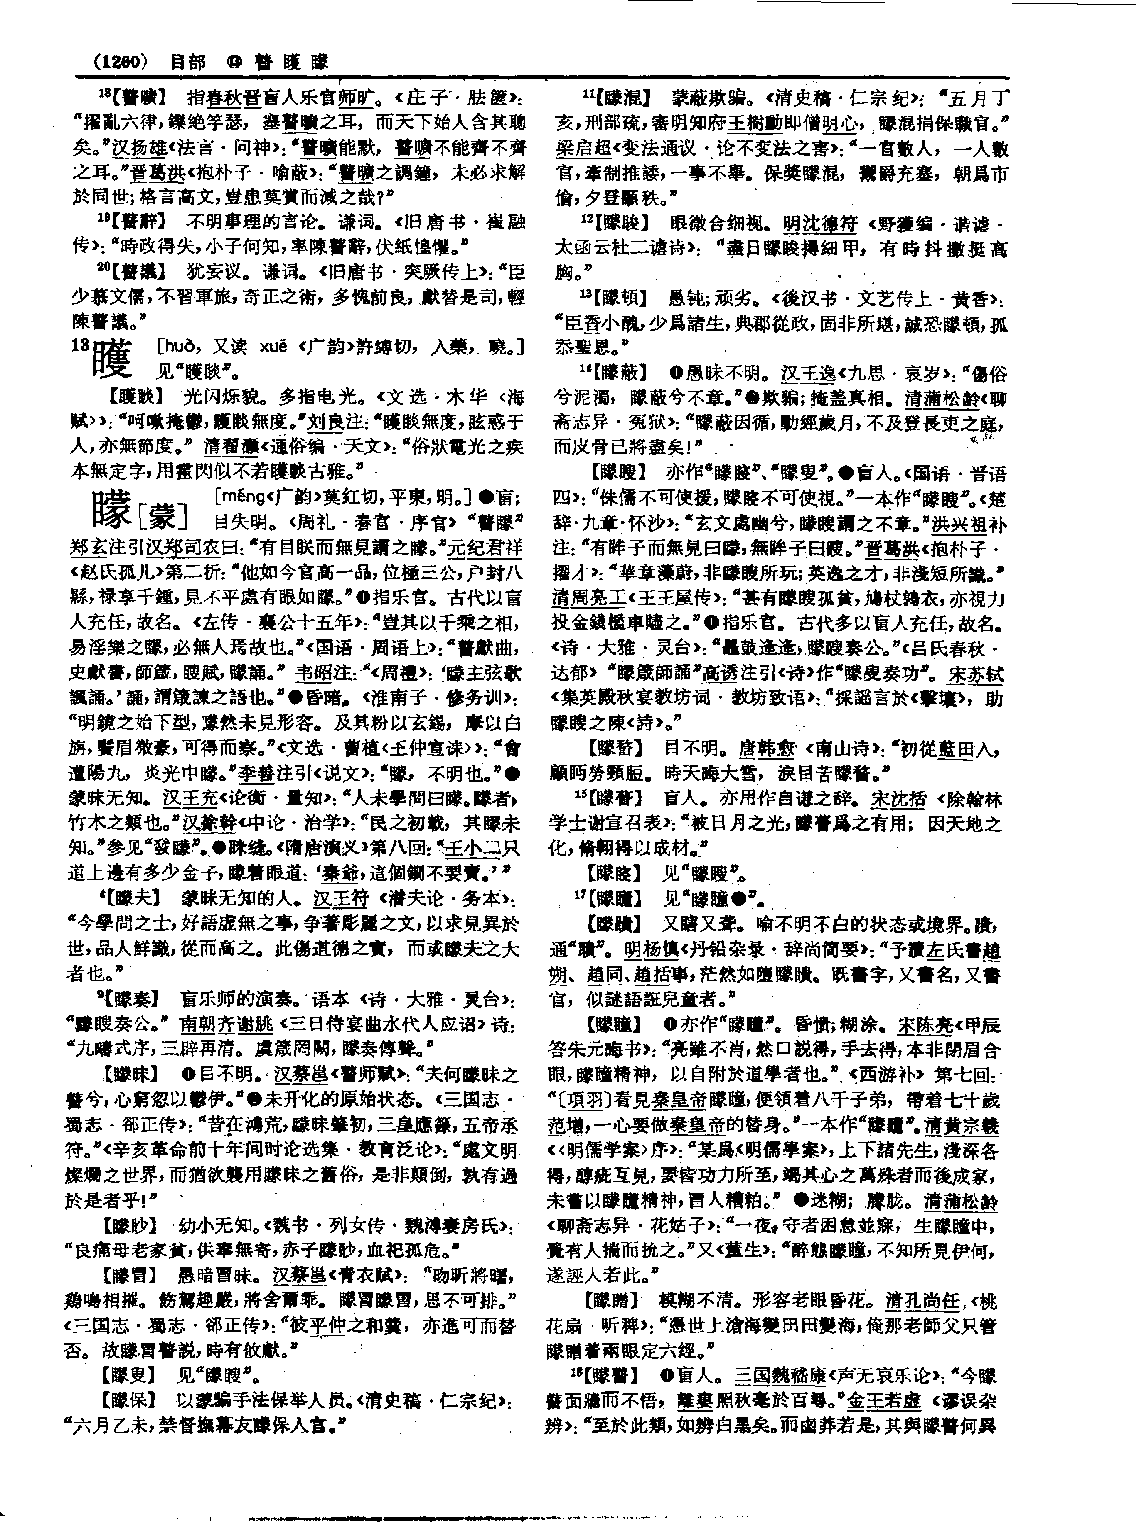 (1260) 目部 ⓭ 瞽 矆 矇
¹⁸【瞽曠】 指春秋晋盲人乐官师旷。《庄子·胠箧》:
“擢亂六律,鑠绝竽瑟,塞瞽曠之耳,而天下始人含其聰
矣。”汉扬雄《法言·问神》:“瞽曠能默,瞽曠不能齊不齊
之耳。”晋葛洪《抱朴子·喻蔽》:“瞽曠之調鐘,未必求解
於同世;格言高文,豈患莫賞而減之哉?”
¹⁹【瞽辭】 不明事理的言论。谦词。《旧唐书·崔融
传》:“時政得失,小子何知,率陳瞽辭,伏紙惶懼。”
²⁰【瞽議】 犹妄议。谦词。《旧唐书·突厥传上》:“臣
少慕文儒,不習軍旅,奇正之術,多愧前良,獻替是司,輕
陳瞽議。”
13矆 [huò,又读 xuè《广韵》許縛切,入藥,曉。]
见“矆睒”。
【矆睒】 光闪烁貌。多指电光。《文选·木华〈海
赋〉》:“呵嗽掩鬱,矆睒無度。”刘良注:“矆睒無度,眩惑于
人,亦無節度。”清翟灝《通俗编·天文》:“俗狀電光之疾
本無定字,用霍閃似不若矆睒古雅。”
矇[蒙] [méng《广韵》莫紅切,平東,明。]❶盲;
目失明。《周礼·春官·序官》“瞽矇”
郑玄注引汉郑司农曰:“有目眹而無見謂之矇。”元纪君祥
《赵氏孤儿》第二折:“他如今官高一品,位極三公,户封八
縣,禄享千鍾,見不平處有眼如矇。”❷指乐官。古代以盲
人充任,故名。《左传·襄公十五年》:“豈其以千乘之相,
易淫樂之矇,必無人焉故也。”《国语·周语上》:“瞽獻曲,
史獻書,師箴,瞍賦,矇誦。”韦昭注:“《周禮》:‘矇主弦歌
諷誦。’誦,謂箴諫之語也。”❸昏暗。《淮南子·修务训》:
“明鏡之始下型,矇然未見形容。及其粉以玄錫,摩以白
旃,鬢眉微豪,可得而察。”《文选·曹植〈王仲宣诔〉》:“會
遭陽九,炎光中矇。”李善注引《说文》:“矇,不明也。”❹
蒙昧无知。汉王充《论衡·量知》:“人未學問曰矇。矇者,
竹木之類也。”汉徐幹《中论·治学》:“民之初載,其矇未
知。”参见“發矇”。❺眯缝。《隋唐演义》第八回:“王小二只
道上邊有多少金子,矇着眼道:‘秦爺,這個鐧不要賣。’”
⁴【矇夫】 蒙昧无知的人。汉王符《潜夫论·务本》:
“今學問之士,好語虚無之事,争著彫麗之文,以求見異於
世,品人鮮識,從而高之。此傷道德之實,而或矇夫之大
者也。”
⁹【矇奏】 盲乐师的演奏。语本《诗·大雅·灵台》:
“矇瞍奏公。”南朝齐谢朓《三日侍宴曲水代人应诏》诗:
“九疇式序,三辟再清。虞箴罔闕,矇奏傳聲。”
【矇昧】 ❶目不明。汉蔡邕《瞽师赋》:“夫何矇昧之
瞽兮,心窮忽以鬱伊。”❷未开化的原始状态。《三国志·
蜀志·郤正传》:“昔在鴻荒,矇昧肇初,三皇應籙,五帝承
符。”《辛亥革命前十年间时论选集·教育泛论》:“處文明
燦爛之世界,而猶欲襲用矇昧之舊俗,是非顛倒,孰有過
於是者乎!”
【矇眇】 幼小无知。《魏书·列女传·魏溥妻房氏》:
“良痛母老家貧,供奉無寄,赤子矇眇,血祀孤危。”
【矇冒】 愚暗冒昧。汉蔡邕《青衣赋》:“昒昕將曙,
鷄鳴相摧。飭駕趣嚴,將舍爾乖。矇冒矇冒,思不可排。”
《三国志·蜀志·郤正传》:“彼平仲之和羹,亦進可而替
否。故矇冒瞽説,時有攸獻。”
【矇叟】 见“矇瞍”。
【矇保】 以蒙骗手法保举人员。《清史稿·仁宗纪》:
“六月乙未,禁督撫幕友矇保入官。”
¹¹【矇混】 蒙蔽欺骗。《清史稿·仁宗纪》:“五月丁
亥,刑部疏,審明知府王樹勳即僧明心,矇混捐保職官。”
梁启超《变法通议·论不变法之害》:“一官數人,一人數
官,牽制推諉,一事不舉。保奬矇混,鬻爵充塞,朝爲市
儈,夕登顯秩。”
¹²【矇睃】 眼微合细视。明沈德符《野獲编·谐谑·
太函云杜二谑诗》:“盡日矇睃搏細甲,有時抖擻挺高
胸。”
¹³【矇頓】 愚钝;顽劣。《後汉书·文艺传上·黄香》:
“臣香小醜,少爲諸生,典郡從政,固非所堪,誠恐矇頓,孤
忝聖恩。”
¹⁴【矇蔽】 ❶愚昧不明。汉王逸《九思·哀岁》:“傷俗
兮泥濁,矇蔽兮不章。”❷欺骗;掩盖真相。清蒲松龄《聊
斋志异·冤狱》:“矇蔽因循,動經歲月,不及登長吏之庭,
而皮骨已將盡矣!”
【矇瞍】 亦作“矇䁂”、“矇叟”。❶盲人。《国语·晋语
四》:“侏儒不可使援,矇䁂不可使視。”一本作“矇瞍”。《楚
辞·九章·怀沙》:“玄文處幽兮,矇瞍謂之不章。”洪兴祖补
注:“有眸子而無見曰矇,無眸子曰瞍。”晋葛洪《抱朴子·
擢才》:“華章藻蔚,非矇瞍所玩;英逸之才,非淺短所識。”
清周亮工《王王屋传》:“甚有矇瞍孤貧,鳩杖鶉衣,亦視力
投金錢檻車隨之。”❷指乐官。古代多以盲人充任,故名。
《诗·大雅·灵台》:“鼉鼓逢逢,矇瞍奏公。”《吕氏春秋·
达郁》“矇箴師誦”高诱注引《诗》作“矇叟奏功”。宋苏轼
《集英殿秋宴教坊词·教坊致语》:“採謡言於《擊壤》,助
矇瞍之陳《詩》。”
【矇瞀】 目不明。唐韩愈《南山诗》:“初從藍田入,
顧眄勞頸脰。時天晦大雪,淚目苦矇瞀。”
¹⁵【矇瞽】 盲人。亦用作自谦之辞。宋沈括《除翰林
学士谢宣召表》:“被日月之光,矇瞽爲之有用;因天地之
化,脩翱得以成材。”
【矇䁂】 见“矇瞍”。
¹⁷【矇矓】 见“矇瞳❷”。
【矇瞶】 又瞎又聋。喻不明不白的状态或境界。瞶,
通“聵”。明杨慎《丹铅杂录·辞尚简要》:“予讀左氏書趙
朔、趙同、趙括事,茫然如墮矇瞶。既書字,又書名,又書
官,似謎語誑兒童者。”
【矇瞳】 ❶亦作“矇曈”。昏愦;糊涂。宋陈亮《甲辰
答朱元晦书》:“亮雖不肖,然口説得,手去得,本非閉眉合
眼,矇瞳精神,以自附於道學者也。”《西游补》第七回:
“〔項羽〕看見秦皇帝矇瞳,便領着八千子弟,帶着七十歲
范增,一心要做秦皇帝的替身。”一本作“矇曈”。清黄宗羲
《〈明儒学案〉序》:“某爲《明儒學案》,上下諸先生,淺深各
得,醇疵互見,要皆功力所至,竭其心之萬殊者而後成家,
未嘗以矇瞳精神,冒人糟粕。”❷迷糊;朦胧。清蒲松龄
《聊斋志异·花姑子》:“一夜,守者困怠並寐,生矇瞳中,
覺有人揣而抁之。”又《董生》:“醉態矇瞳,不知所見伊何,
遂誣人若此。”
【矇瞪】 模糊不清。形容老眼昏花。清孔尚任《桃
花扇·听稗》:“憑世上滄海變田田變海,俺那老師父只管
矇瞪着兩眼定六經。”
¹⁸【矇瞽】 ❶盲人。三国魏嵇康《声无哀乐论》:“今矇
瞽面牆而不悟,離婁照秋毫於百尋。”金王若虚《谬误杂
辨》:“至於此類,如辨白黑矣。而鹵莽若是,其與矇瞽何異